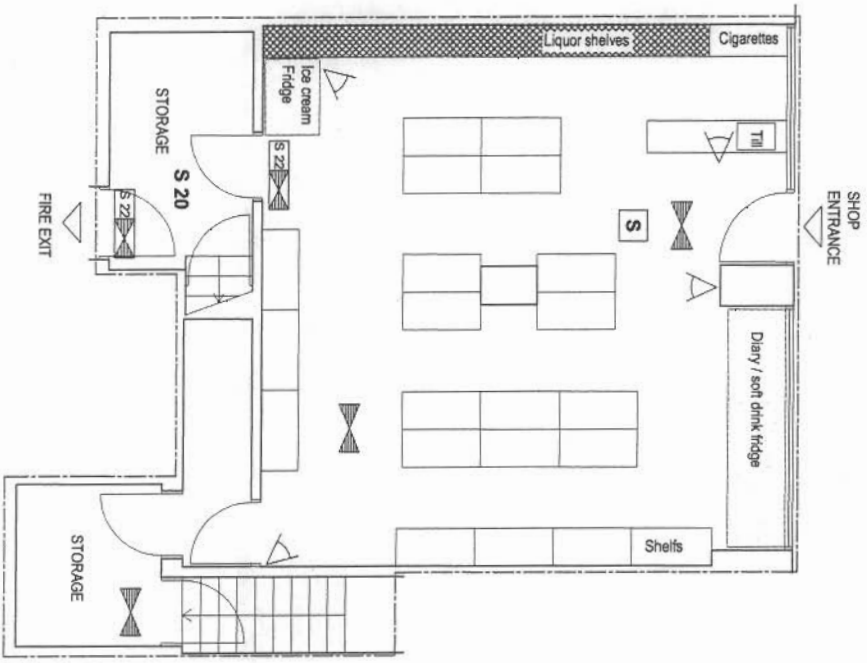 Liquor shelves
Cigarettes
Ice cream
Fridge
Till
STORAGE
S 20
S 22
S 22
FIRE EXIT
S
SHOP
ENTRANCE
Diary / soft drink fridge
Shelfs
STORAGE